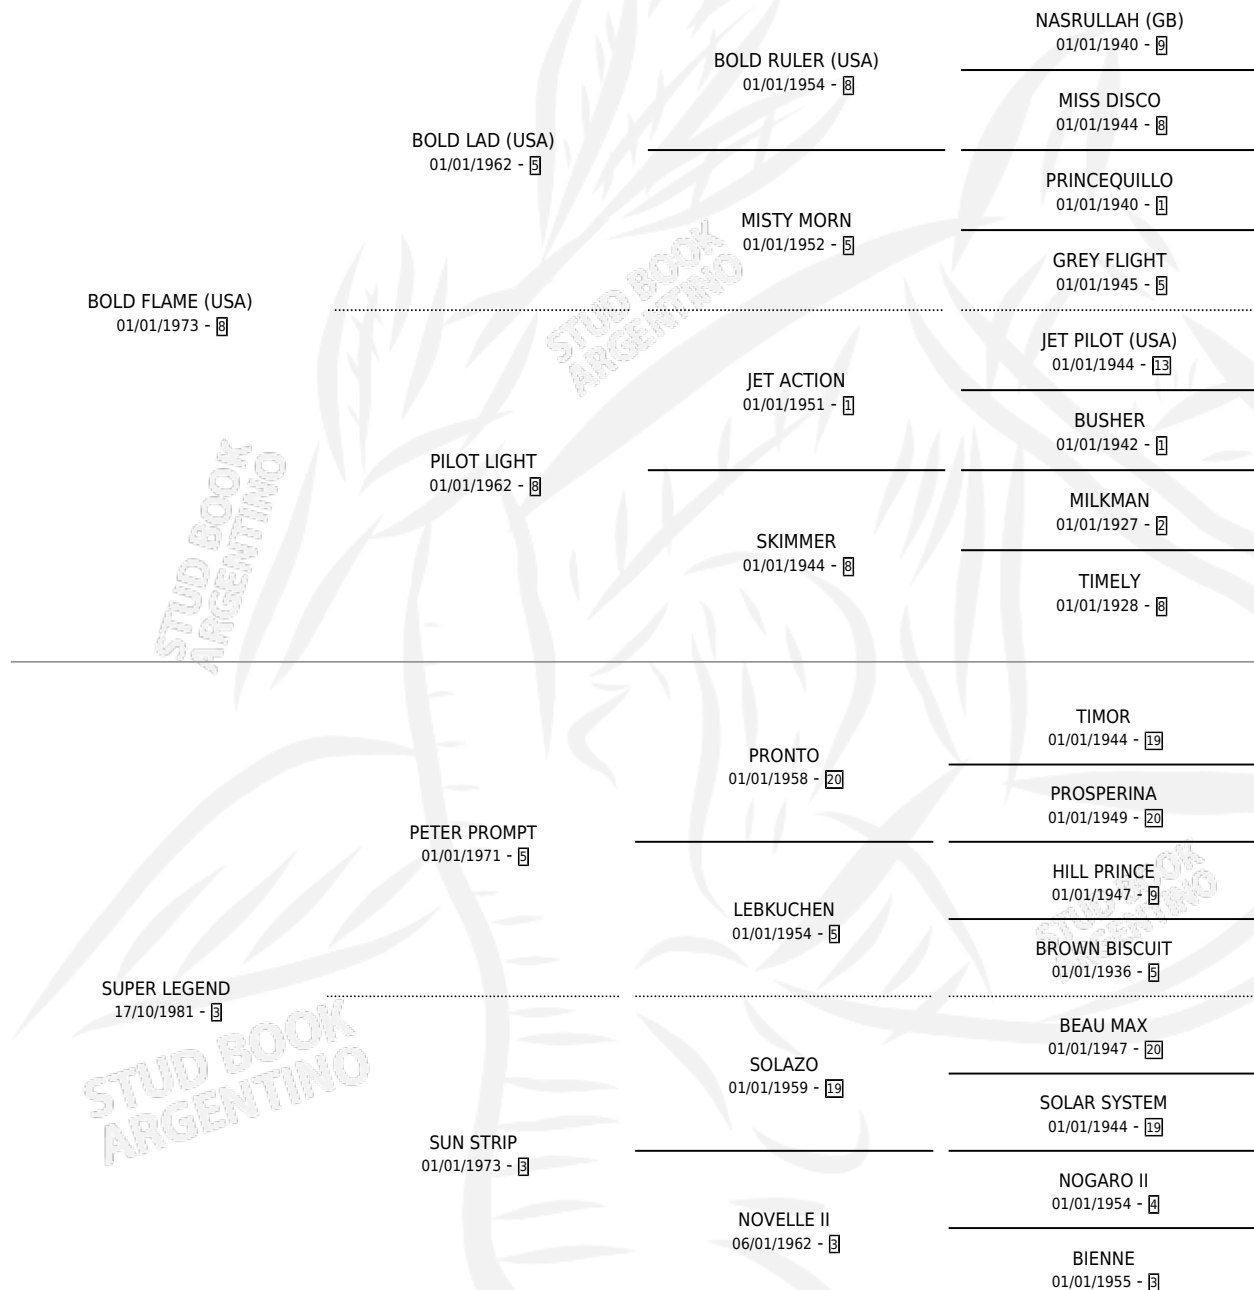 NASRULLAH (GB)
01/01/1940 - 9
BOLD RULER (USA)
01/01/1954 - 8
MISS DISCO
01/01/1944 - 8
BOLD LAD (USA)
01/01/1962 - 5
PRINCEQUILLO
01/01/1940 - 1
MISTY MORN
01/01/1952 - 5
GREY FLIGHT
01/01/1945 - 5
BOLD FLAME (USA)
01/01/1973 - 8
JET PILOT (USA)
01/01/1944 - 13
JET ACTION
01/01/1951 - 1
BUSHER
01/01/1942 - 1
PILOT LIGHT
01/01/1962 - 8
MILKMAN
01/01/1927 - 2
SKIMMER
01/01/1944 - 8
TIMELY
01/01/1928 - 8
STUD BOOK
ARGENTINO
STUD BOOK
ARGENTINO
TIMOR
01/01/1944 - 19
PRONTO
01/01/1958 - 20
PROSPERINA
01/01/1949 - 20
PETER PROMPT
01/01/1971 - 5
HILL PRINCE
01/01/1947 - 9
LEBKUCHEN
01/01/1954 - 5
BROWN BISCUIT
01/01/1936 - 5
SUPER LEGEND
17/10/1981 - 3
BEAU MAX
01/01/1947 - 20
SOLAZO
01/01/1959 - 19
SOLAR SYSTEM
01/01/1944 - 19
SUN STRIP
01/01/1973 - 3
NOGARO II
01/01/1954 - 4
NOVELLE II
06/01/1962 - 3
BIENNE
01/01/1955 - 3
STUD BOOK
ARGENTINO
STUD BOOK
ARGENTINO